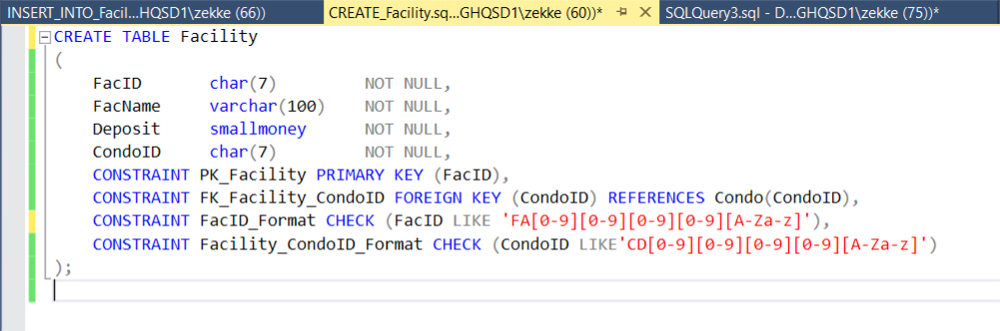 INSERT_INTO_Facil...HQSD1\zekke (66)) CREATE_Facility.sq...GHQSD1\zekke (60))* SQLQuery3.sql - D...GHQSD1\zekke (75))*
CREATE TABLE Facility
(
FacID char(7) NOT NULL,
FacName varchar(100) NOT NULL,
Deposit smallmoney NOT NULL,
CondoID char(7) NOT NULL,
CONSTRAINT PK_Facility PRIMARY KEY (FacID),
CONSTRAINT FK_Facility_CondoID FOREIGN KEY (CondoID) REFERENCES Condo(CondoID),
CONSTRAINT FacID_Format CHECK (FacID LIKE 'FA[0-9][0-9][0-9][0-9][A-Za-z]'),
CONSTRAINT Facility_CondoID_Format CHECK (CondoID LIKE'CD[0-9][0-9][0-9][0-9][A-Za-z]')
);